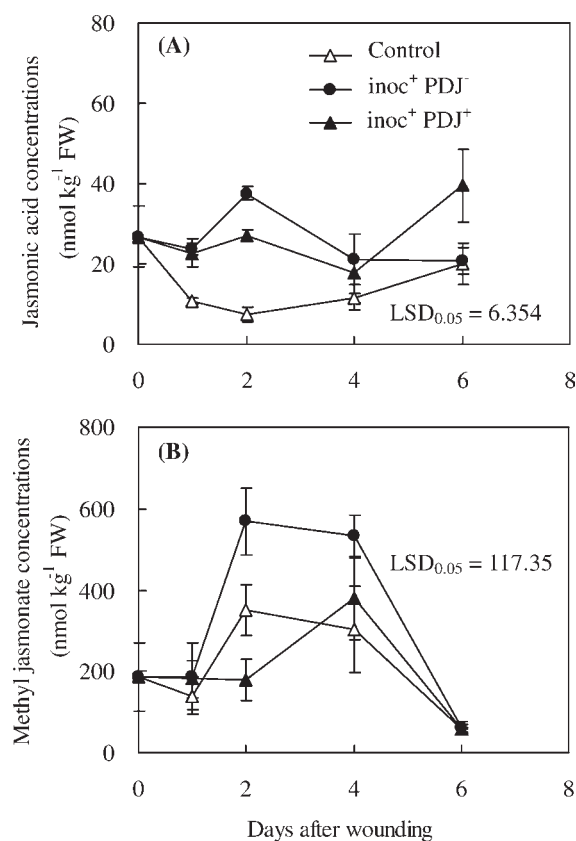 (A)
Control
inoc⁺ PDJ⁻
inoc⁺ PDJ⁺
80
60
40
20
0
Jasmonic acid concentrations
(nmol kg⁻¹ FW)
LSD₀.₀₅ = 6.354
0 2 4 6 8
(B)
800
600
400
200
0
Methyl jasmonate concentrations
(nmol kg⁻¹ FW)
LSD₀.₀₅ = 117.35
0 2 4 6 8
Days after wounding